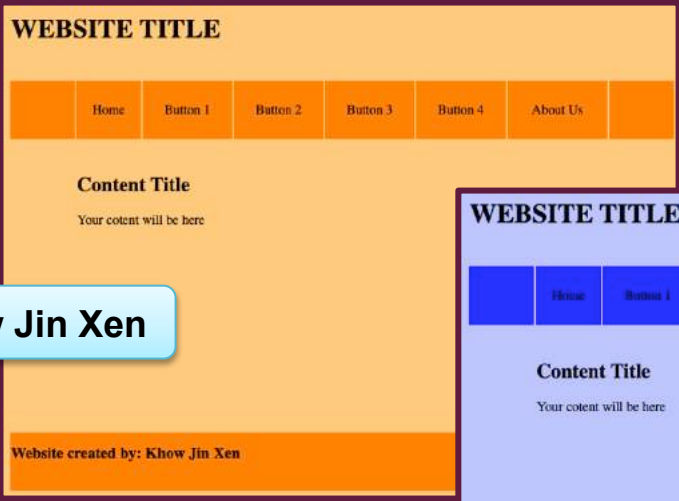 WEBSITE TITLE
Home Button 1 Button 2 Button 3 Button 4 About Us
Content Title
Your cotent will be here
Jin Xen
Website created by: Khow Jin Xen
WEBSITE TITLE
Home Button 1
Content Title
Your cotent will be here